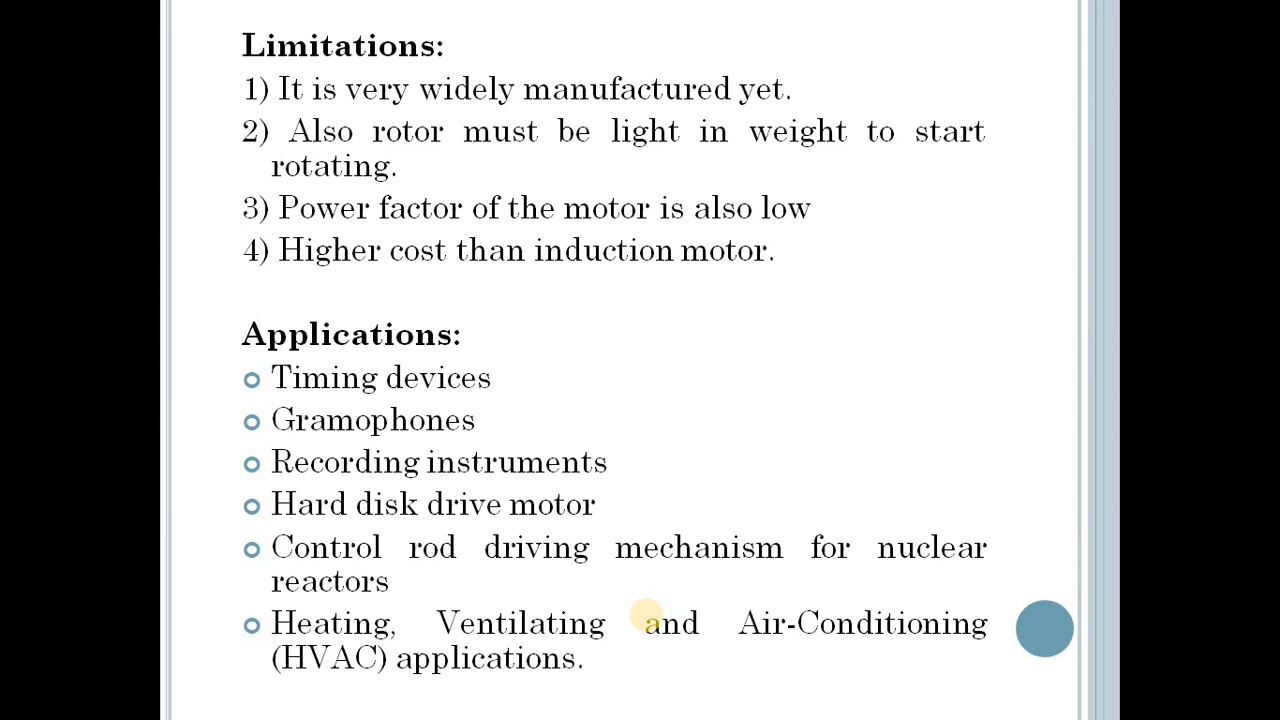 Limitations:
1) It is very widely manufactured yet.
2) Also rotor must be light in weight to start
rotating.
3) Power factor of the motor is also low
4) Higher cost than induction motor.
Applications:
Timing devices
Gramophones
Recording instruments
Hard disk drive motor
Control rod driving mechanism for nuclear
reactors
Heating, Ventilating and Air-Conditioning
(HVAC) applications.